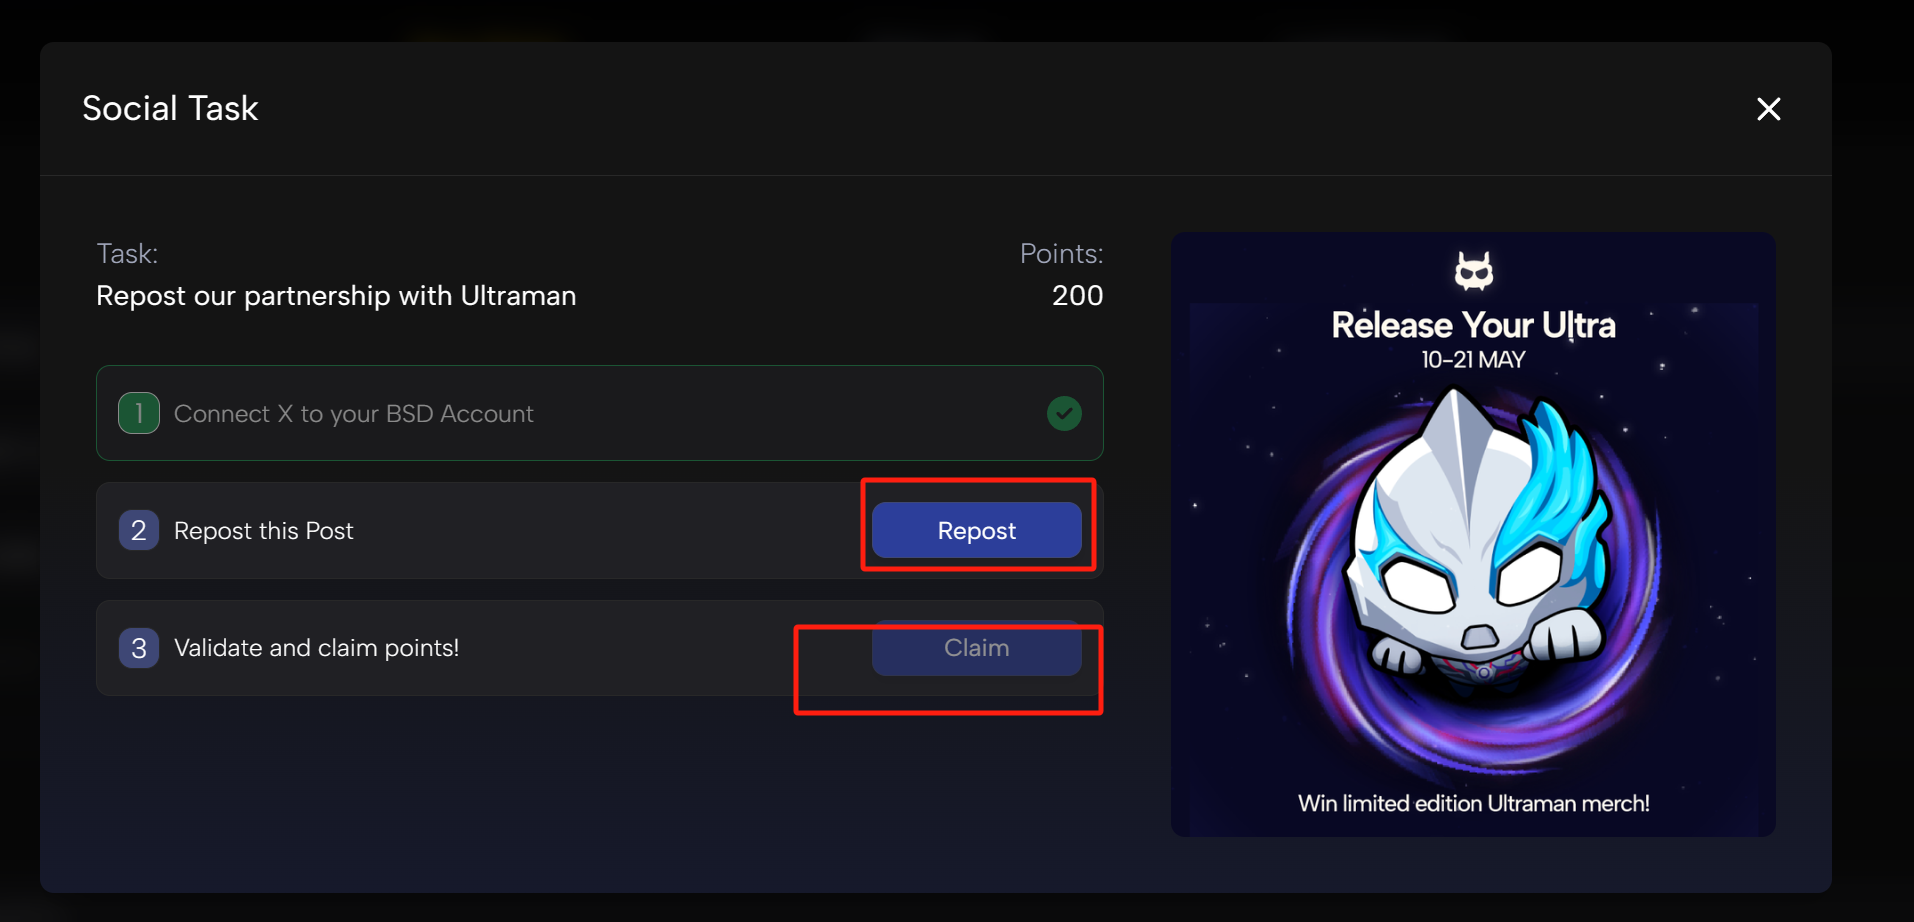 Social Task
Task:
Points:
Repost our partnership with Ultraman
200
1
Connect X to your BSD Account
2
Repost this Post
Repost
3
Validate and claim points!
Claim
Release Your Ultra
10-21 MAY
Win limited edition Ultraman merch!